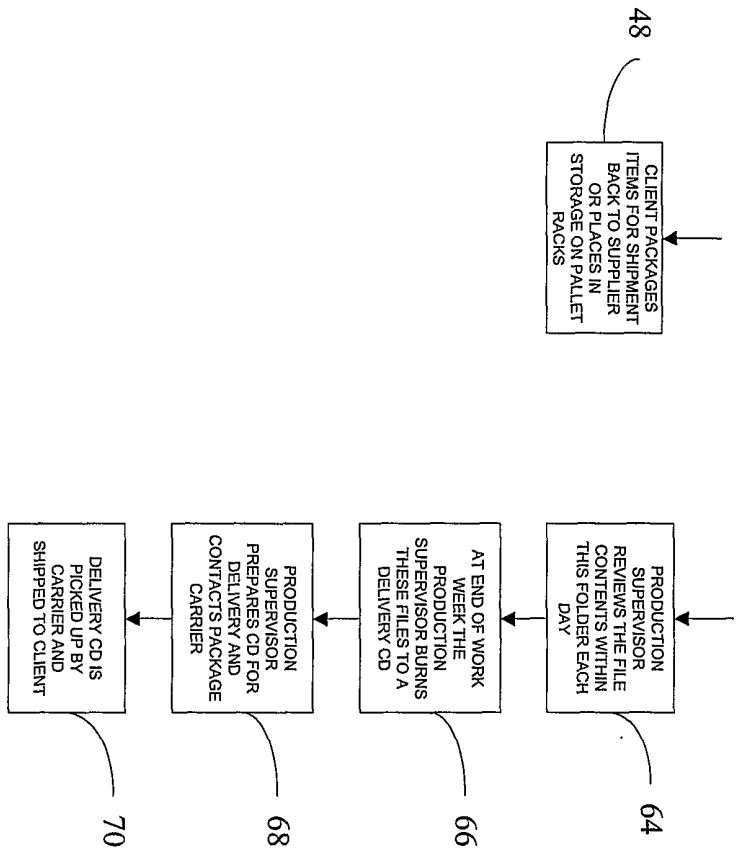 48
CLIENT PACKAGES
ITEMS FOR SHIPMENT
BACK TO SUPPLIER
OR PLACES IN
STORAGE ON PALLET
RACKS
PRODUCTION
SUPERVISOR
REVIEWS THE FILE
CONTENTS WITHIN
THIS FOLDER EACH
DAY
64
AT END OF WORK
WEEK THE
PRODUCTION
SUPERVISOR BURNS
THESE FILES TO A
DELIVERY CD
66
PRODUCTION
SUPERVISOR
PREPARES CD FOR
DELIVERY AND
CONTACTS PACKAGE
CARRIER
68
DELIVERY CD IS
PICKED UP BY
CARRIER AND
SHIPPED TO CLIENT
70